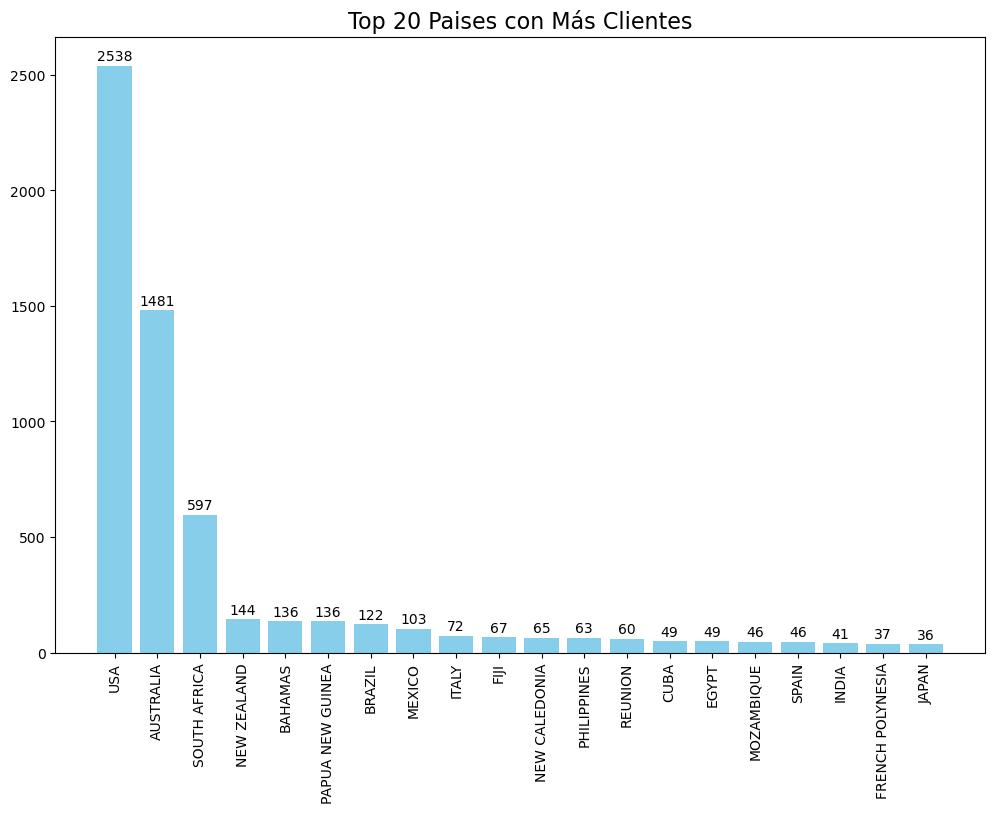 Top 20 Paises con Más Clientes
2538
2500
2000
1500
1481
1000
597
500
144
136
136
122
103
72
67
65
63
60
49
49
46
46
41
37
36
0
USA
AUSTRALIA
SOUTH AFRICA
NEW ZEALAND
BAHAMAS
PAPUA NEW GUINEA
BRAZIL
MEXICO
ITALY
FIJI
NEW CALEDONIA
PHILIPPINES
REUNION
CUBA
EGYPT
MOZAMBIQUE
SPAIN
INDIA
FRENCH POLYNESIA
JAPAN